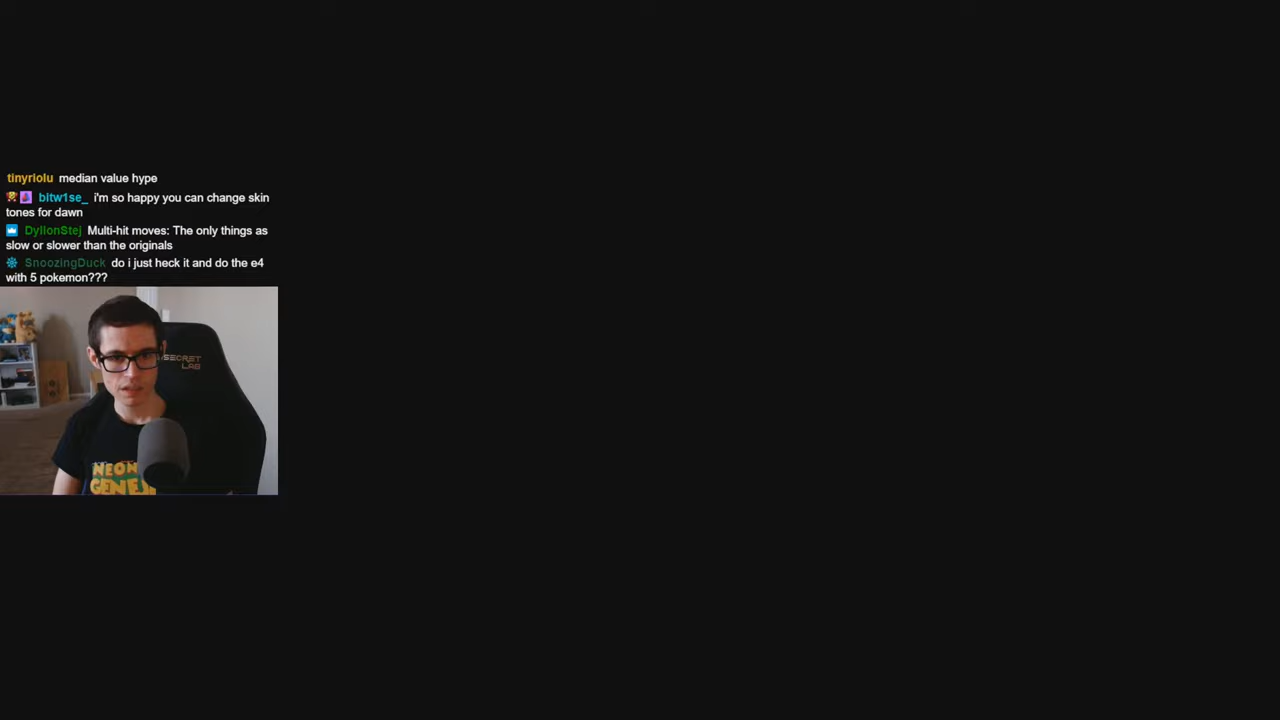 tinyriolu median value hype
bitw1se_ i'm so happy you can change skin
tones for dawn
DyllonStej Multi-hit moves: The only things as
slow or slower than the originals
SnoozingDuck do i just heck it and do the e4
with 5 pokemon???
SECRET
LAB
NEON
GENE